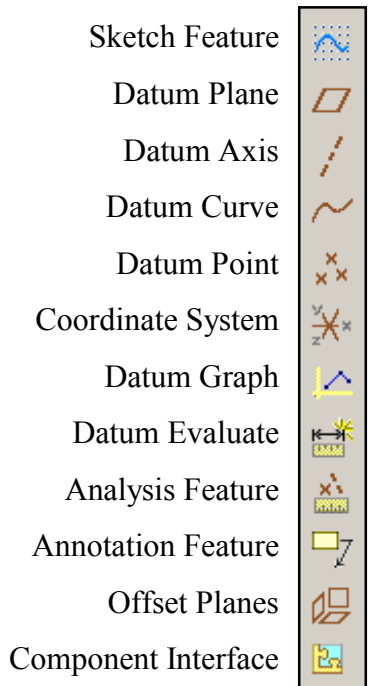 Sketch Feature
Datum Plane
Datum Axis
Datum Curve
Datum Point
Coordinate System
Datum Graph
Datum Evaluate
Analysis Feature
Annotation Feature
Offset Planes
Component Interface